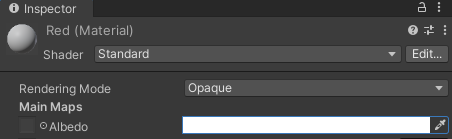 Inspector
Red (Material)
Shader Standard Edit...
Rendering Mode Opaque
Main Maps
Albedo